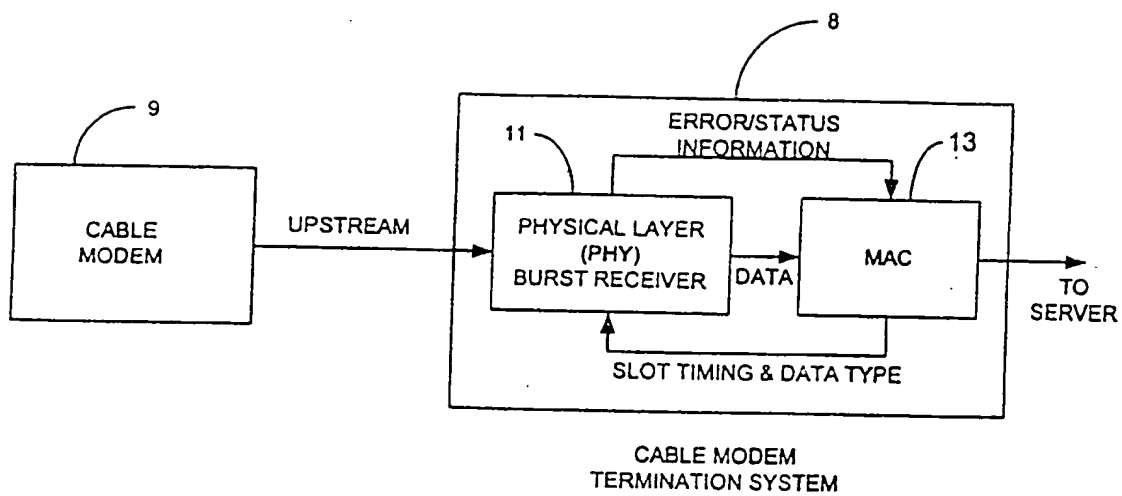 8
9
11
ERROR/STATUS
INFORMATION
13
CABLE
MODEM
UPSTREAM
PHYSICAL LAYER
(PHY)
BURST RECEIVER
DATA
MAC
TO
SERVER
SLOT TIMING & DATA TYPE
CABLE MODEM
TERMINATION SYSTEM